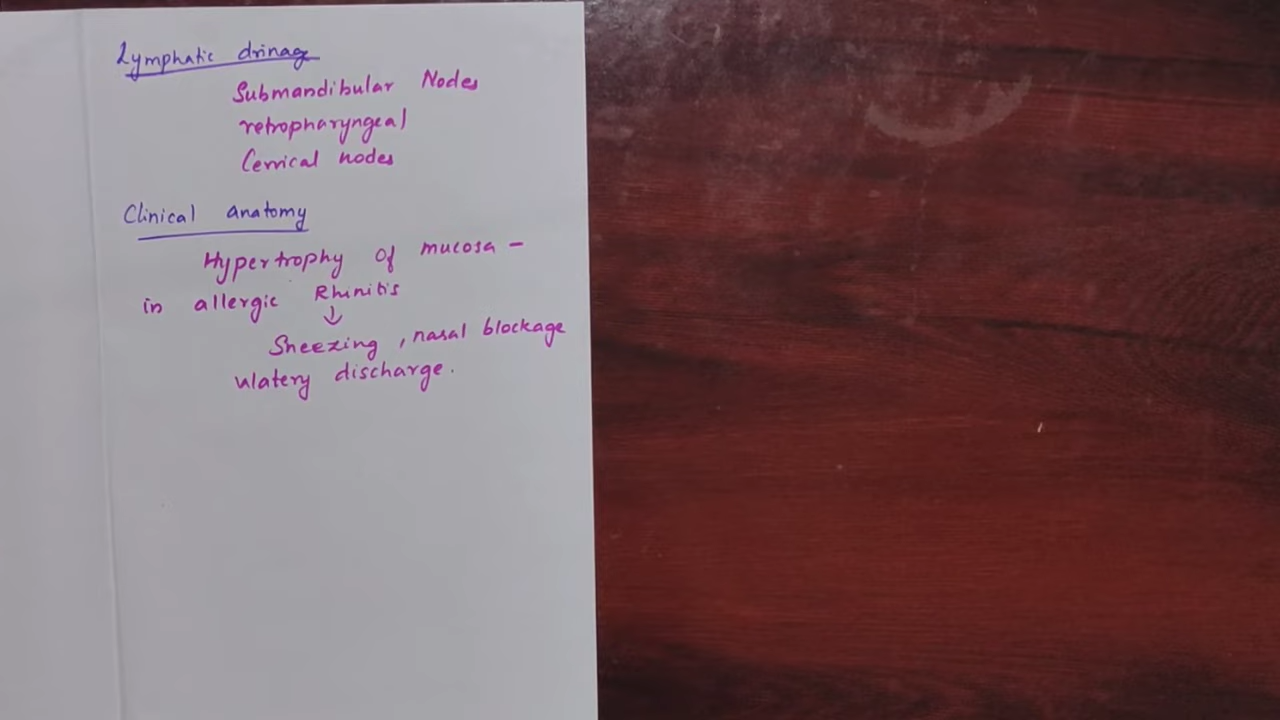 Lymphatic drinage
Submandibular Nodes
retropharyngeal
Cervical nodes
Clinical anatomy
Hypertrophy of mucosa -
in allergic Rhinitis
↓
Sneezing, nasal blockage
watery discharge.